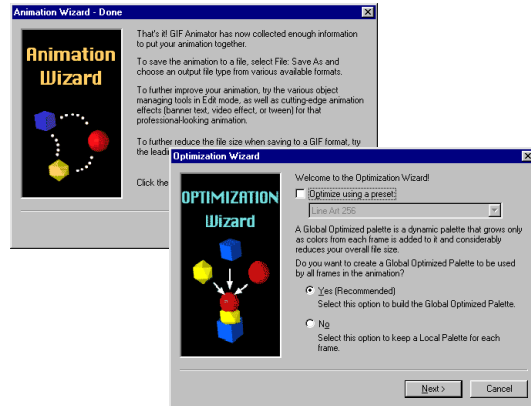 Animation Wizard - Done
Animation
Wizard
That's it! GIF Animator has now collected enough information
to put your animation together.
To save the animation to a file, select File: Save As and
choose an output file type from various available formats.
To further improve your animation, try the various object
managing tools in Edit mode, as well as cutting-edge animation
effects (banner text, video effect, or tween) for that
professional-looking animation.
To further reduce the file size when saving to a GIF format, try
the
Click the
Optimization Wizard
OPTIMIZATION
Wizard
Welcome to the Optimization Wizard!
Optimize using a preset:
Line Art 256
A Global Optimized palette is a dynamic palette that grows only
as colors from each frame is added to it and considerably
reduces your overall file size.
Do you want to create a Global Optimized Palette to be used
by all frames in the animation?
Yes (Recommended)
Select this option to build the Global Optimized Palette.
No
Select this option to keep a Local Palette for each
frame.
Next >
Cancel